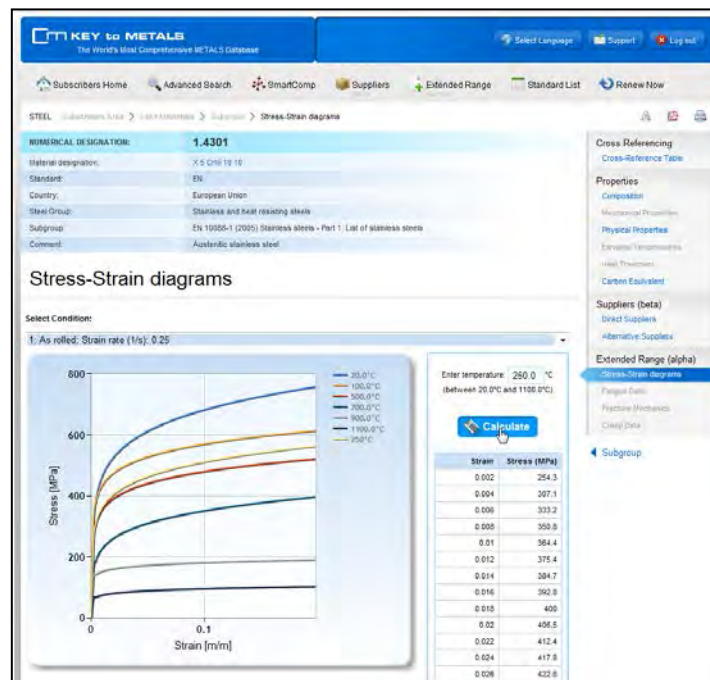 KEY to METALS
The World's Most Comprehensive METALS Database
Select Language
Support
Log out
Subscribers Home
Advanced Search
SmartComp
Suppliers
Extended Range
Standard List
Renew Now
STEEL > > > Stress-Strain diagrams
NUMERICAL DESIGNATION: 1.4301
Material designation: X 5 CrNi 18 10
Standard: EN
Country: European Union
Steel Group: Stainless and heat resisting steels
Subgroup: EN 10088-1 (2005) Stainless steels - Part 1: List of stainless steels
Comment: Austenitic stainless steel
Stress-Strain diagrams
Select Condition:
1: As rolled; Strain rate (1/s): 0.25
800
600
400
200
0
Stress [MPa]
0
0.1
Strain [m/m]
20.0°C
100.0°C
500.0°C
700.0°C
900.0°C
1100.0°C
250°C
Enter temperature: 250.0 °C
(between 20.0°C and 1100.0°C)
Calculate
Strain Stress (MPa)
0.002 254.3
0.004 307.1
0.006 333.2
0.008 350.8
0.01 364.4
0.012 375.4
0.014 384.7
0.016 392.8
0.018 400
0.02 406.5
0.022 412.4
0.024 417.8
0.026 422.8
Cross Referencing
Cross-Reference Table
Properties
Composition
Mechanical Properties
Physical Properties
Heat Treatment
Carbon Equivalent
Suppliers (beta)
Direct Suppliers
Alternative Suppliers
Extended Range (alpha)
Stress-Strain diagrams
Fatigue Data
Fracture Mechanics
Creep Data
Subgroup